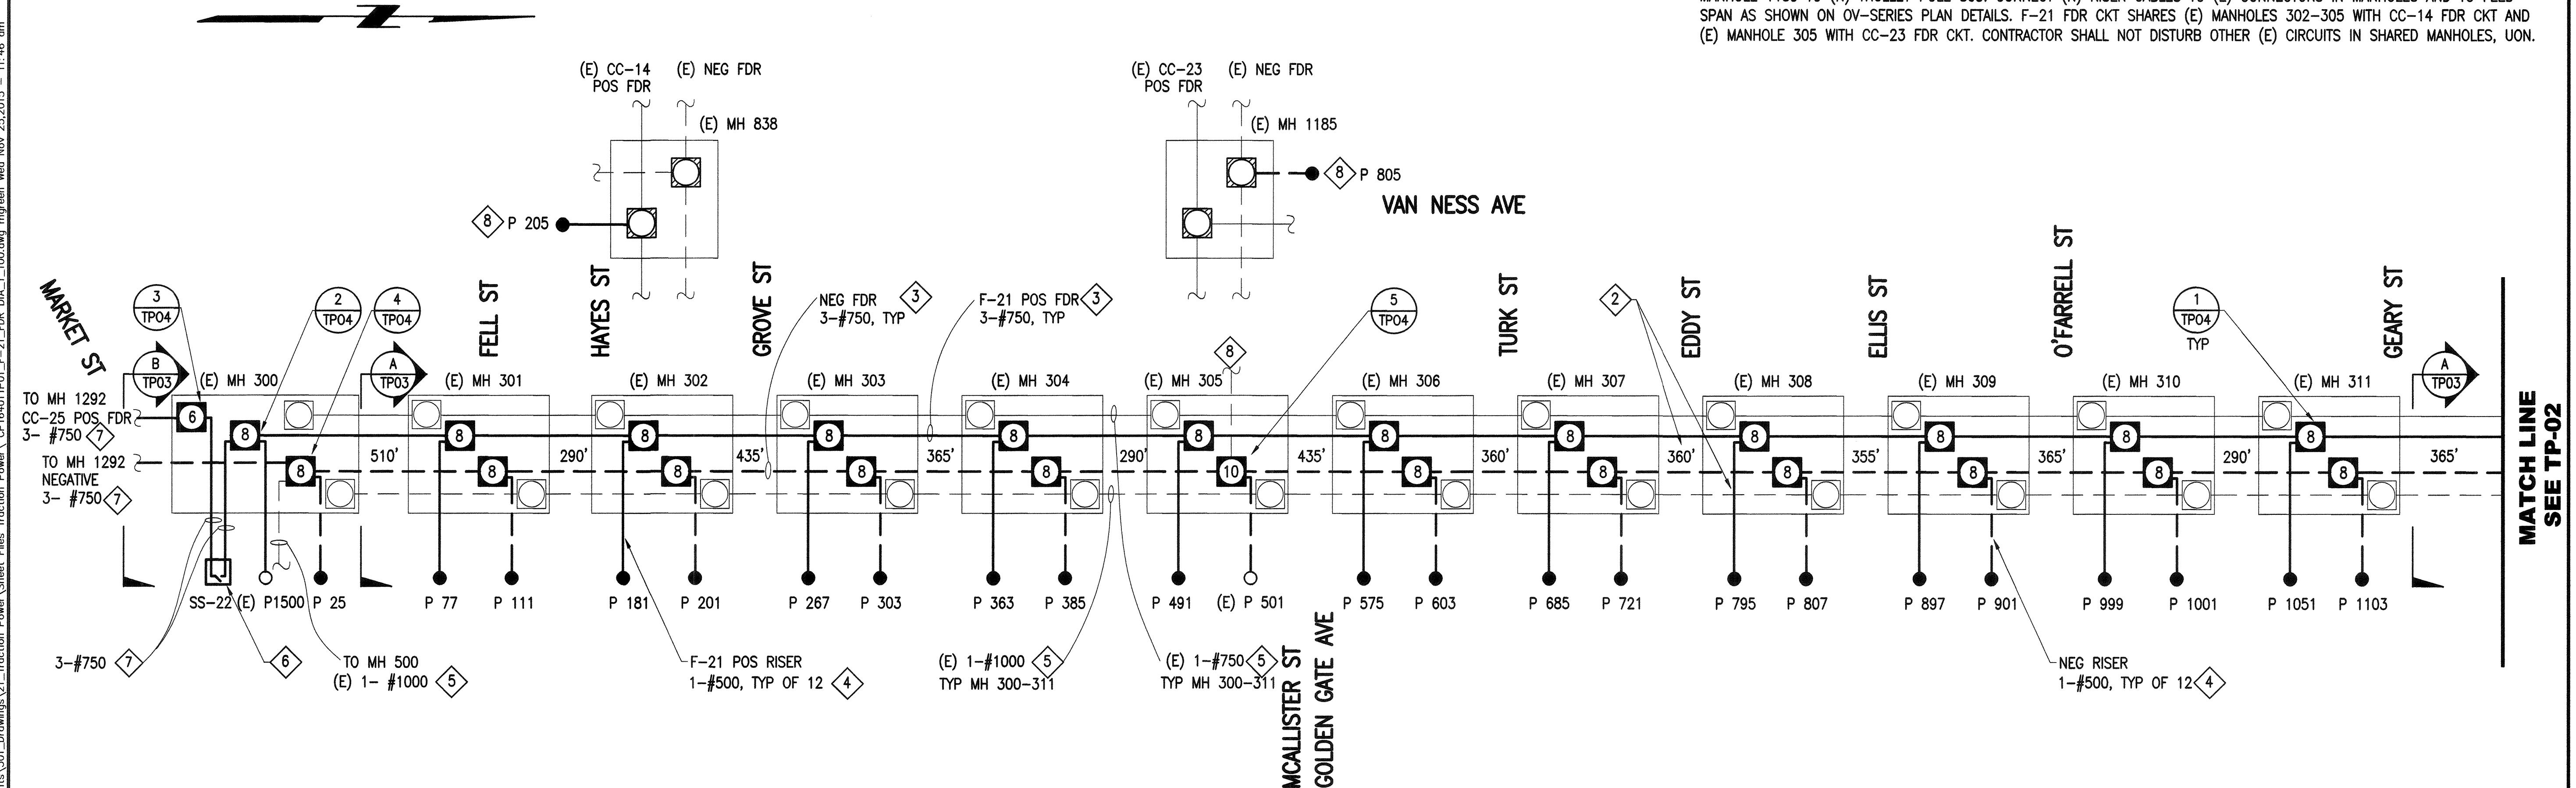 SPAN AS SHOWN ON OV-SERIES PLAN DETAILS. F-21 FDR CKT SHARES (E) MANHOLES 302-305 WITH CC-14 FDR CKT AND
(E) MANHOLE 305 WITH CC-23 FDR CKT. CONTRACTOR SHALL NOT DISTURB OTHER (E) CIRCUITS IN SHARED MANHOLES, UON.
(E) CC-14
POS FDR
(E) NEG FDR
(E) MH 838
8 P 205
(E) CC-23
POS FDR
(E) NEG FDR
(E) MH 1185
8 P 805
VAN NESS AVE
MARKET ST
FELL ST
HAYES ST
GROVE ST
TURK ST
EDDY ST
ELLIS ST
O'FARRELL ST
GEARY ST
3
TP04
2
TP04
4
TP04
NEG FDR 3
3-#750, TYP
F-21 POS FDR 3
3-#750, TYP
5
TP04
2
1
TP04
TYP
B
TP03
A
TP03
8
A
TP03
(E) MH 300
(E) MH 301
(E) MH 302
(E) MH 303
(E) MH 304
(E) MH 305
(E) MH 306
(E) MH 307
(E) MH 308
(E) MH 309
(E) MH 310
(E) MH 311
TO MH 1292
CC-25 POS FDR
3- #750 7
TO MH 1292
NEGATIVE
3- #750 7
6
8
8
8
8
8
8
8
8
8
8
8
8
510'
290'
435'
365'
290'
435'
360'
360'
355'
365'
290'
365'
8
8
8
8
8
10
8
8
8
8
8
8
MATCH LINE
SEE TP-02
SS-22
(E) P1500
P 25
P 77
P 111
P 181
P 201
P 267
P 303
P 363
P 385
P 491
(E) P 501
P 575
P 603
P 685
P 721
P 795
P 807
P 897
P 901
P 999
P 1001
P 1051
P 1103
3-#750 7
6
TO MH 500
(E) 1- #1000 5
F-21 POS RISER
1-#500, TYP OF 12 4
(E) 1-#1000 5
TYP MH 300-311
(E) 1-#750 5
TYP MH 300-311
MCALLISTER ST
GOLDEN GATE AVE
NEG RISER
1-#500, TYP OF 12 4